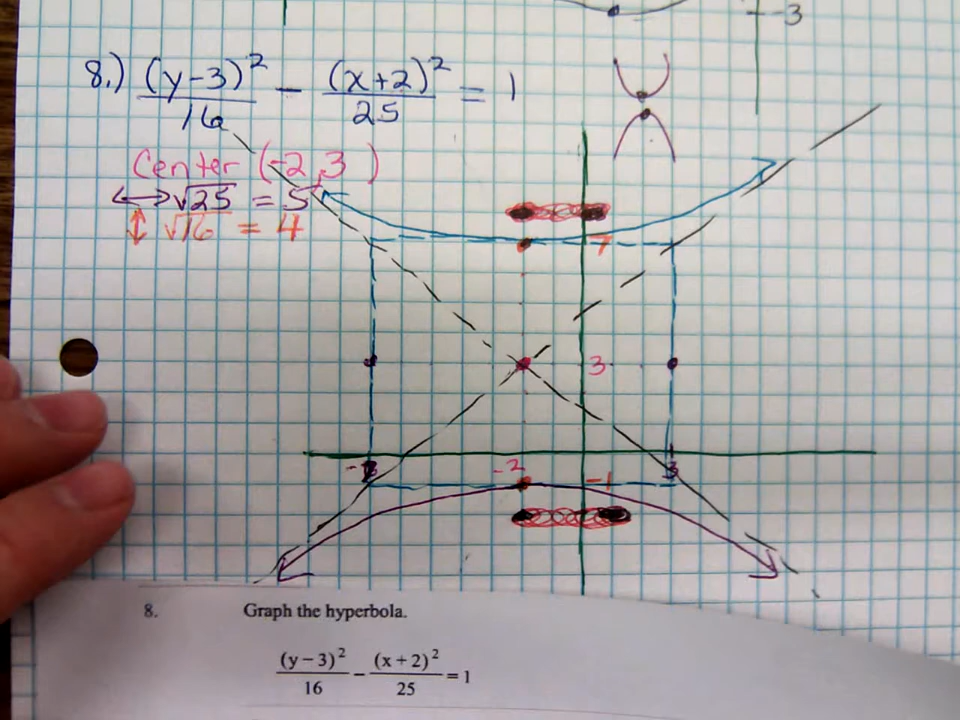 -3
8.) (y-3)²/16 - (x+2)²/25 = 1
Center (-2, 3)
↔ √25 = 5
↕ √16 = 4
7
3
-2 3
-1
8. Graph the hyperbola.
(y-3)²/16 - (x+2)²/25 = 1